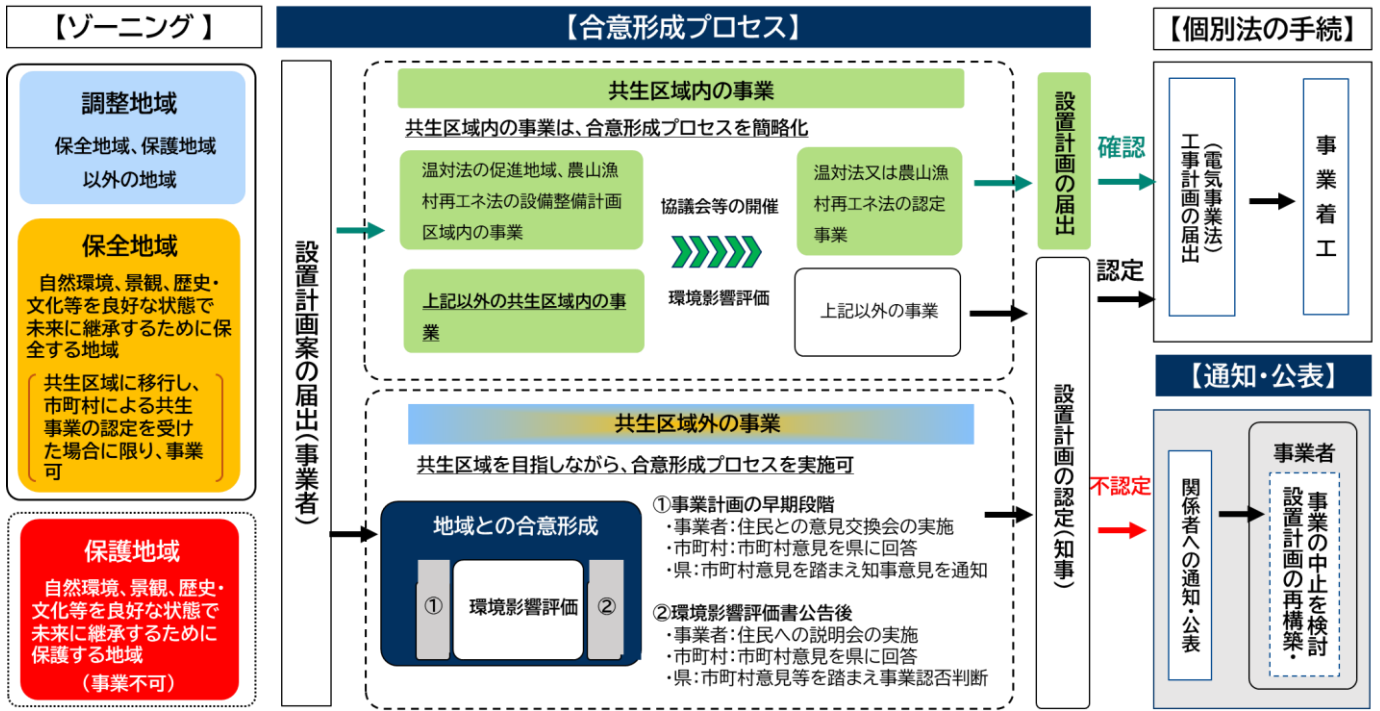 【ゾーニング 】
調整地域
保全地域、保護地域
以外の地域
保全地域
自然環境、景観、歴史・
文化等を良好な状態で
未来に継承するために保
全する地域
共生区域に移行し、
市町村による共生
事業の認定を受け
た場合に限り、事業
可
保護地域
自然環境、景観、歴史・
文化等を良好な状態で
未来に継承するために
保護する地域
（事業不可）
【合意形成プロセス】
設置計画案の届出(事業者)
共生区域内の事業
共生区域内の事業は、合意形成プロセスを簡略化
温対法の促進地域、農山漁
村再エネ法の設備整備計画
区域内の事業
上記以外の共生区域内の事
業
協議会等の開催
環境影響評価
温対法又は農山漁
村再エネ法の認定
事業
上記以外の事業
共生区域外の事業
共生区域を目指しながら、合意形成プロセスを実施可
地域との合意形成
①
環境影響評価
②
①事業計画の早期段階
・事業者：住民との意見交換会の実施
・市町村：市町村意見を県に回答
・県：市町村意見を踏まえ知事意見を通知
②環境影響評価書公告後
・事業者：住民への説明会の実施
・市町村：市町村意見を県に回答
・県：市町村意見等を踏まえ事業認否判断
設置計画の届出
設置計画の認定(知事)
確認
認定
不認定
【個別法の手続】
(電気事業法)
工事計画の届出
事業着工
【通知・公表】
関係者への通知・公表
事業者
事業の中止を検討
設置計画の再構築・